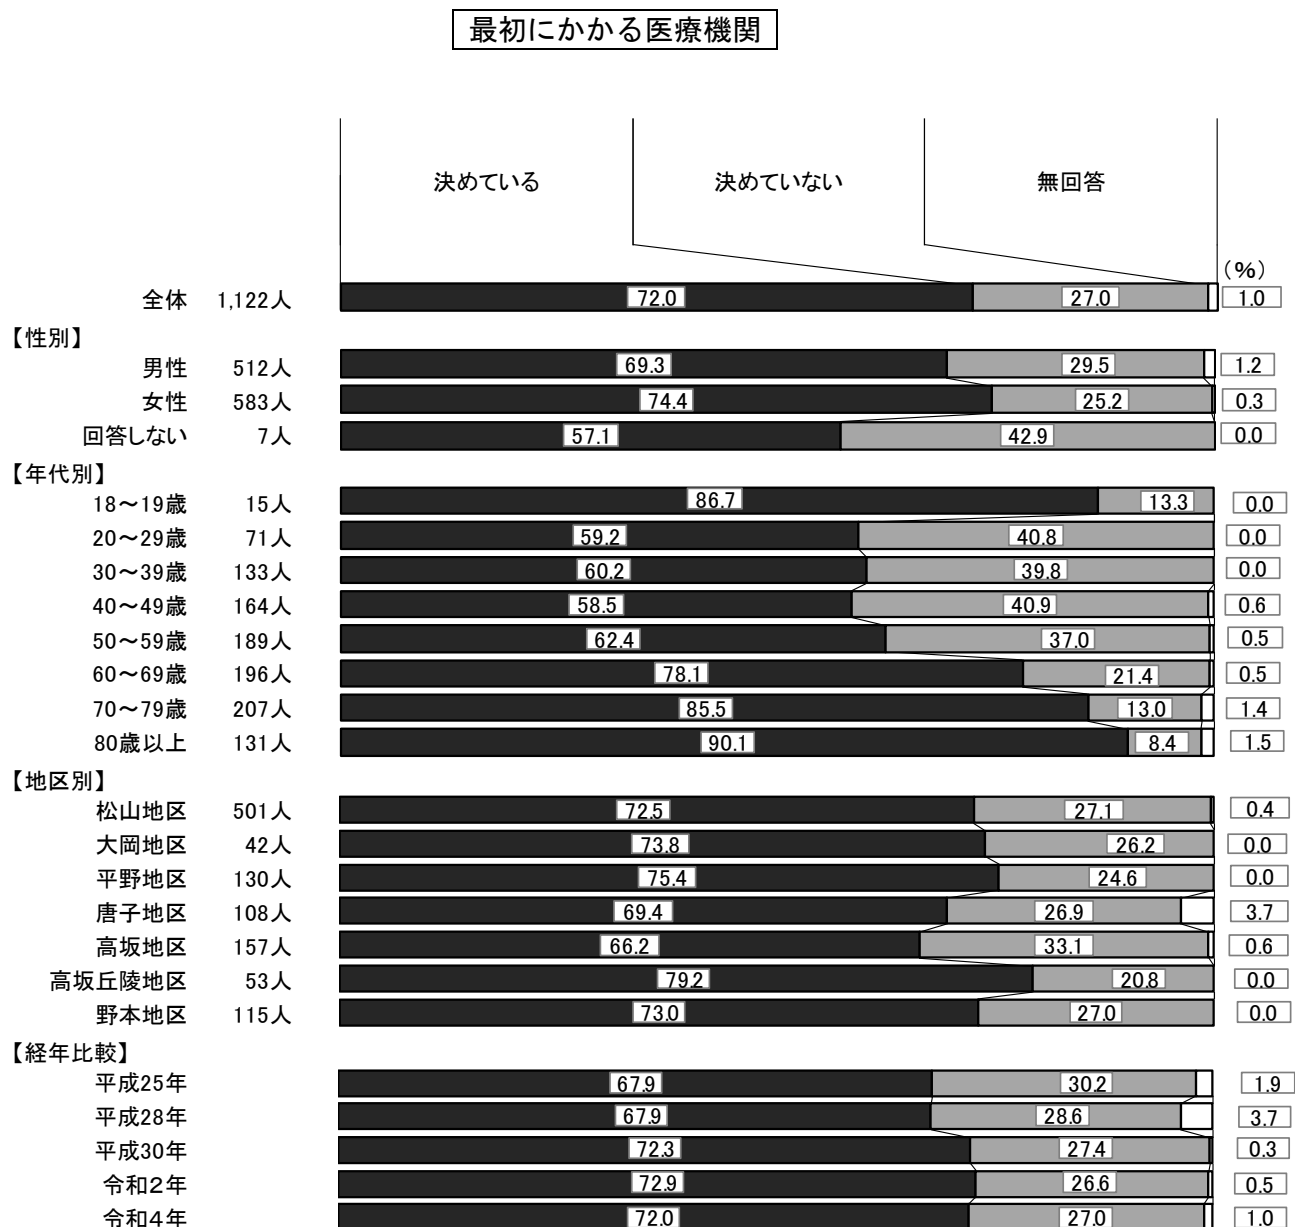 最初にかかる医療機関
決めている 決めていない 無回答
(％)
全体 1,122人 72.0 27.0 1.0
【性別】
男性 512人 69.3 29.5 1.2
女性 583人 74.4 25.2 0.3
回答しない 7人 57.1 42.9 0.0
【年代別】
18～19歳 15人 86.7 13.3 0.0
20～29歳 71人 59.2 40.8 0.0
30～39歳 133人 60.2 39.8 0.0
40～49歳 164人 58.5 40.9 0.6
50～59歳 189人 62.4 37.0 0.5
60～69歳 196人 78.1 21.4 0.5
70～79歳 207人 85.5 13.0 1.4
80歳以上 131人 90.1 8.4 1.5
【地区別】
松山地区 501人 72.5 27.1 0.4
大岡地区 42人 73.8 26.2 0.0
平野地区 130人 75.4 24.6 0.0
唐子地区 108人 69.4 26.9 3.7
高坂地区 157人 66.2 33.1 0.6
高坂丘陵地区 53人 79.2 20.8 0.0
野本地区 115人 73.0 27.0 0.0
【経年比較】
平成25年 67.9 30.2 1.9
平成28年 67.9 28.6 3.7
平成30年 72.3 27.4 0.3
令和２年 72.9 26.6 0.5
令和４年 72.0 27.0 1.0